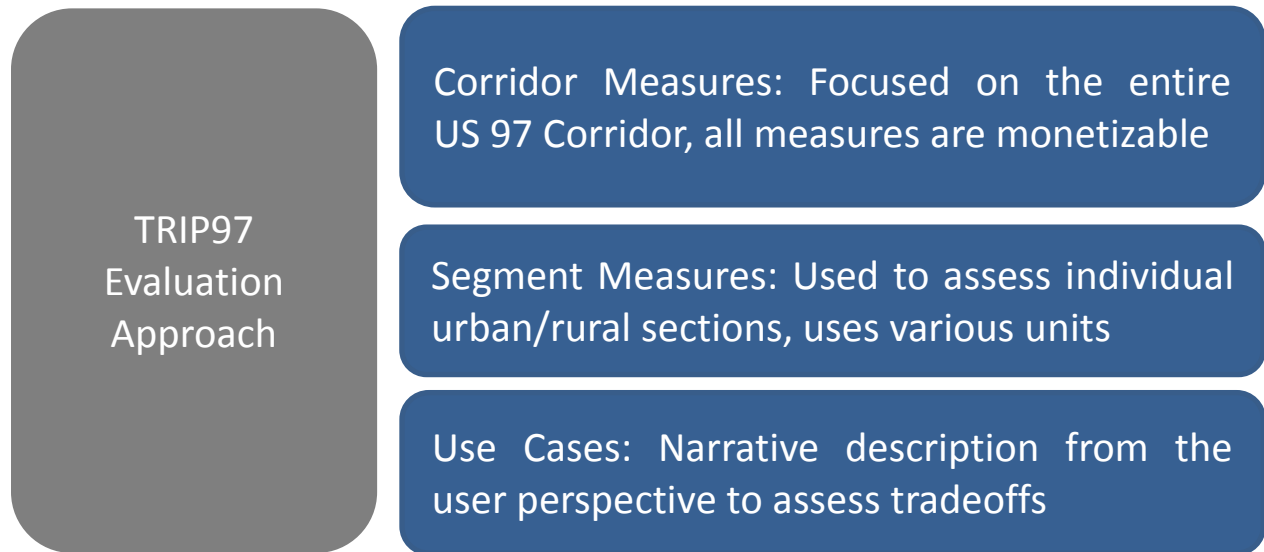 TRIP97
Evaluation
Approach
Corridor Measures: Focused on the entire
US 97 Corridor, all measures are monetizable
Segment Measures: Used to assess individual
urban/rural sections, uses various units
Use Cases: Narrative description from the
user perspective to assess tradeoffs